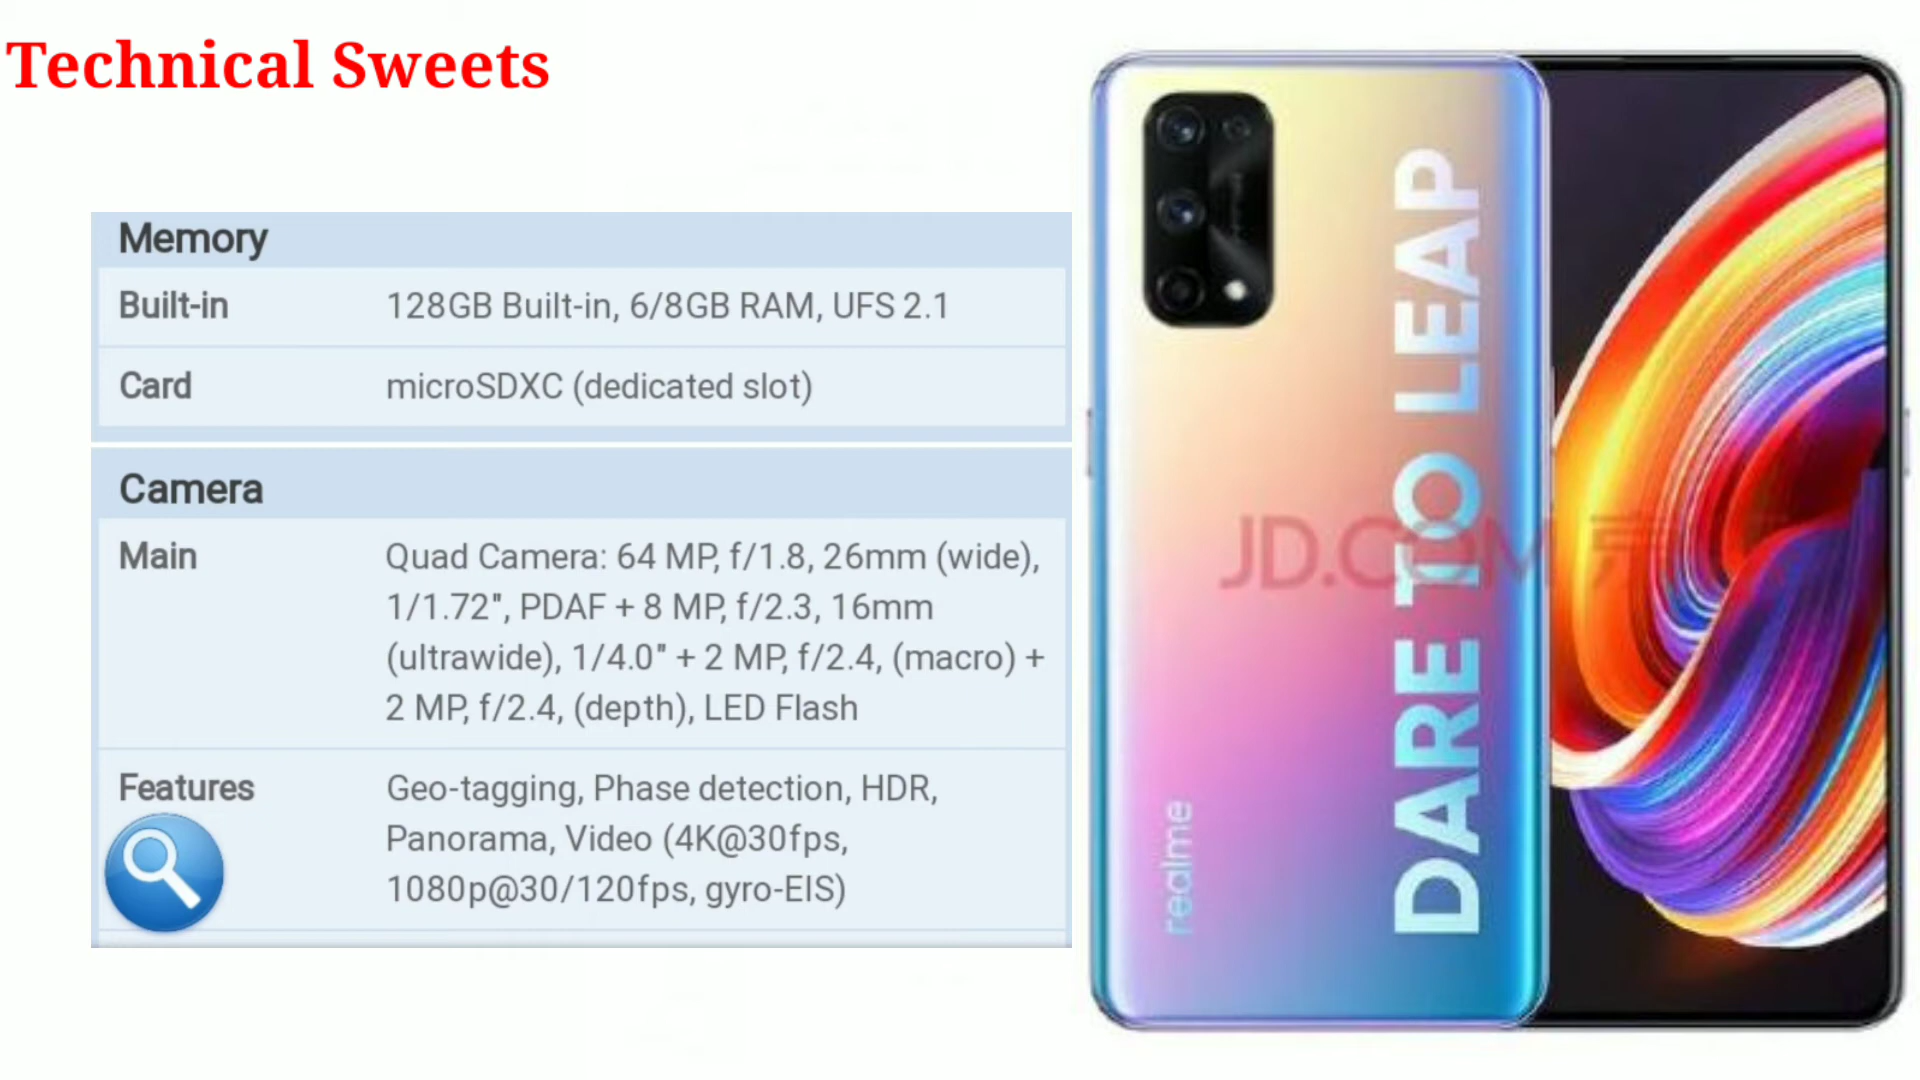 Technical Sweets
Memory
Built-in 128GB Built-in, 6/8GB RAM, UFS 2.1
Card microSDXC (dedicated slot)
Camera
Main Quad Camera: 64 MP, f/1.8, 26mm (wide),
1/1.72", PDAF + 8 MP, f/2.3, 16mm
(ultrawide), 1/4.0" + 2 MP, f/2.4, (macro) +
2 MP, f/2.4, (depth), LED Flash
Features Geo-tagging, Phase detection, HDR,
Panorama, Video (4K@30fps,
1080p@30/120fps, gyro-EIS)
DARE TO LEAP
realme
JD.COM